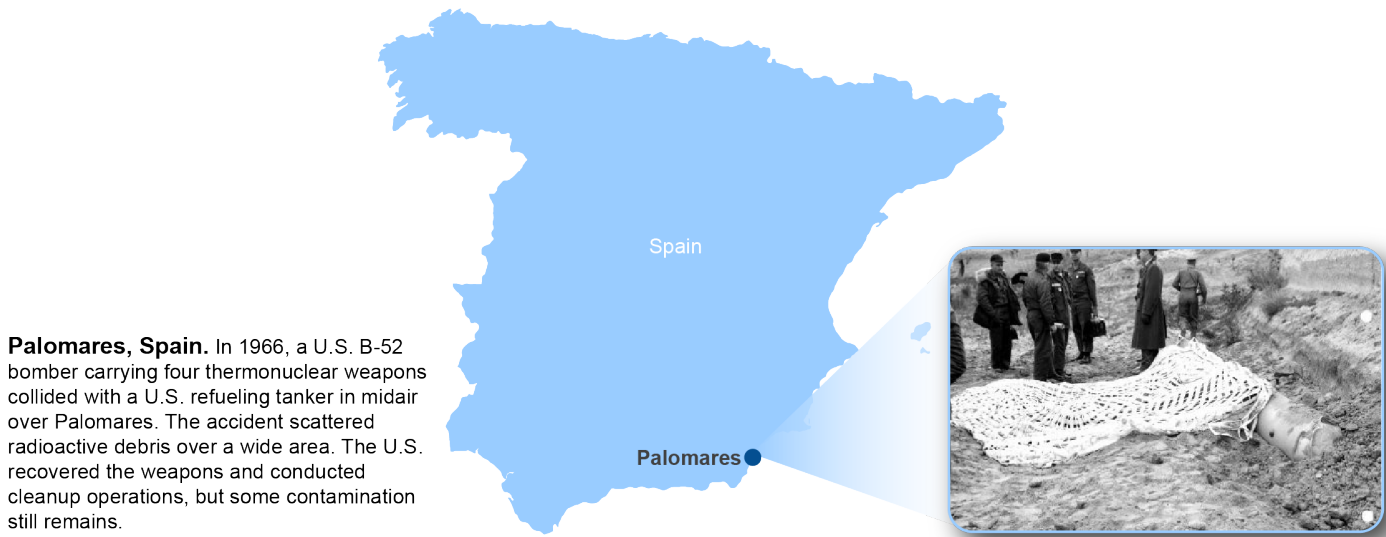 Spain
Palomares, Spain. In 1966, a U.S. B-52
bomber carrying four thermonuclear weapons
collided with a U.S. refueling tanker in midair
over Palomares. The accident scattered
radioactive debris over a wide area. The U.S.
recovered the weapons and conducted
cleanup operations, but some contamination
still remains.
Palomares